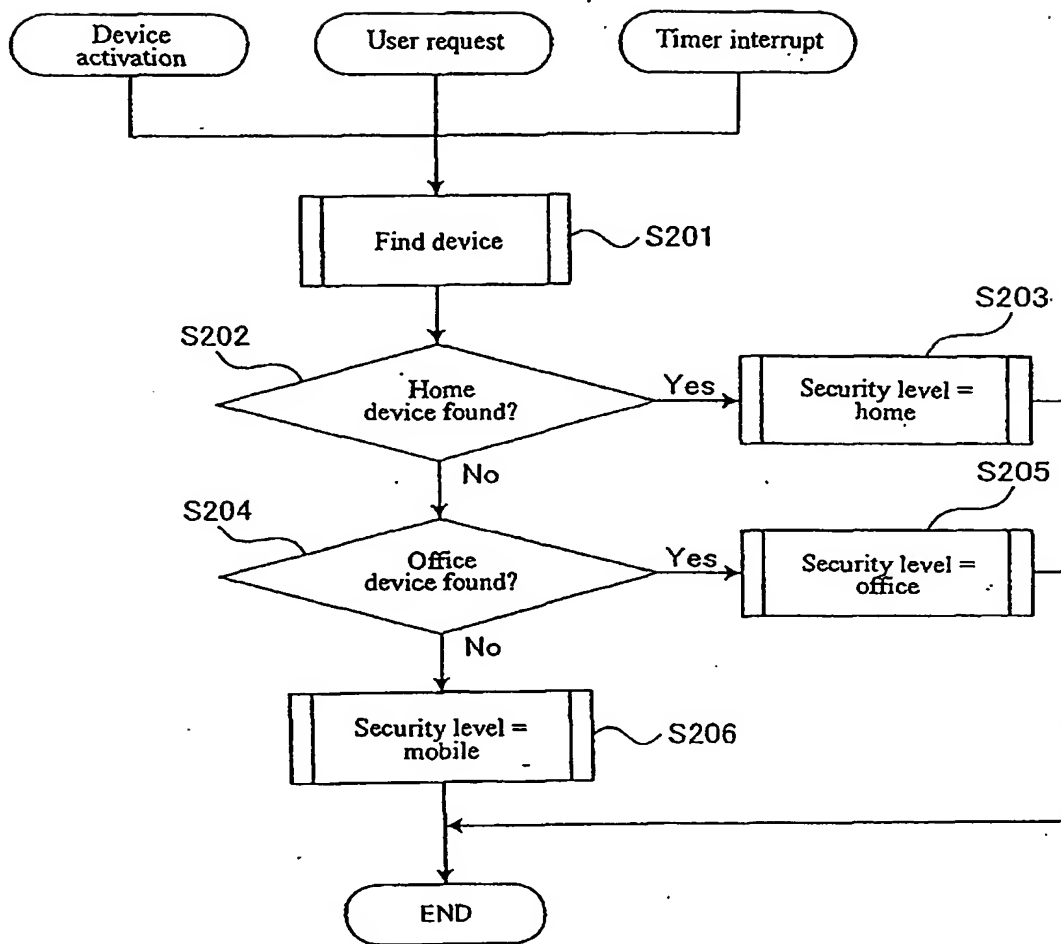 Device
activation
User request
Timer interrupt
Find device
S201
S202
Home
device found?
Yes
S203
Security level =
home
No
S204
Office
device found?
Yes
S205
Security level =
office
No
Security level =
mobile
S206
END